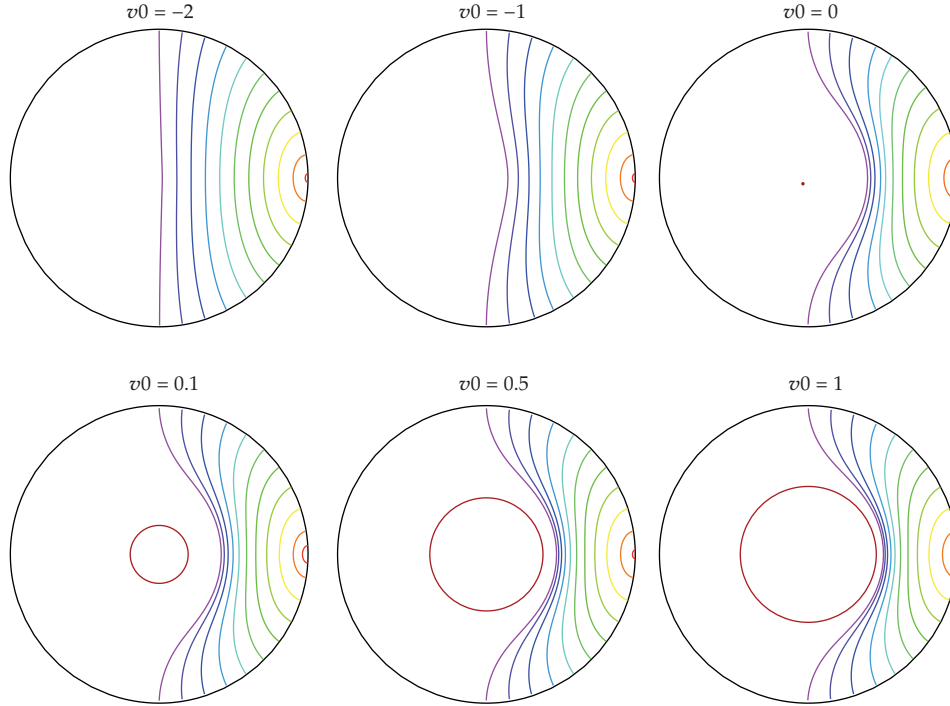 v0 = −2
v0 = −1
v0 = 0
v0 = 0.1
v0 = 0.5
v0 = 1